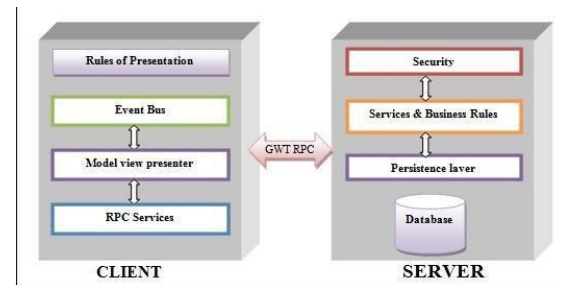 Rules of Presentation
Event Bus
Model view presenter
RPC Services
CLIENT
GWT RPC
Security
Services & Business Rules
Persistence laver
Database
SERVER